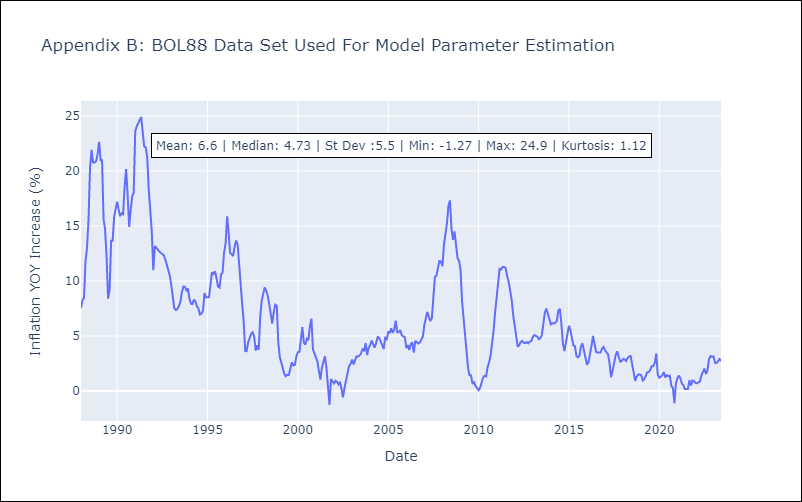 Appendix B: BOL88 Data Set Used For Model Parameter Estimation
25
Mean: 6.6 | Median: 4.73 | St Dev :5.5 | Min: -1.27 | Max: 24.9 | Kurtosis: 1.12
20
15
10
5
0
Inflation YOY Increase (%)
1990 1995 2000 2005 2010 2015 2020
Date